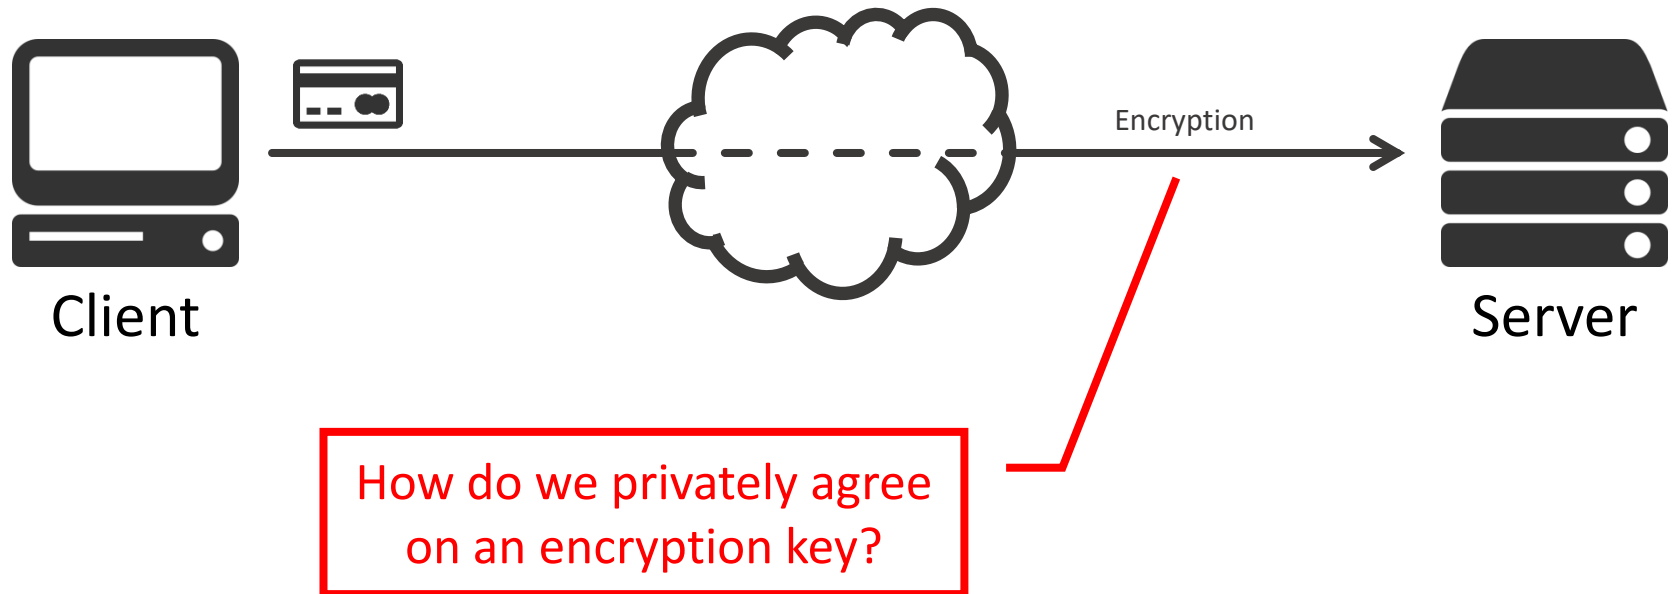 Encryption
Client
Server
How do we privately agree
on an encryption key?